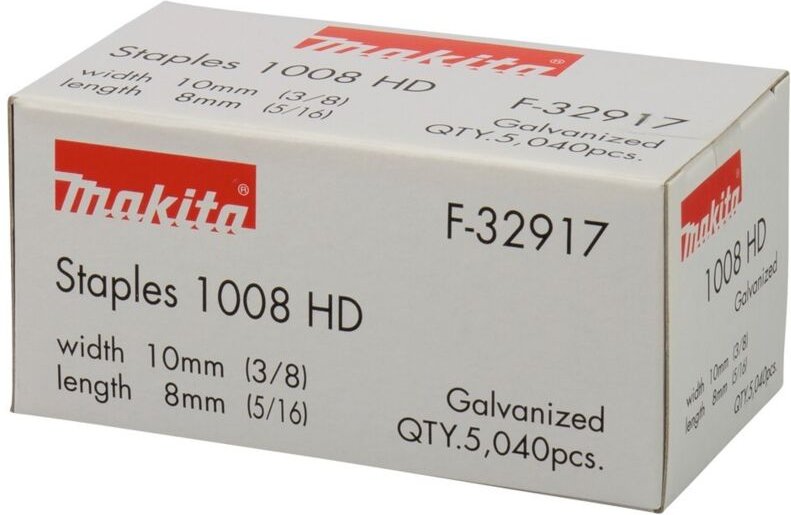 makita®
Staples 1008 HD
width 10mm (3/8)
length 8mm (5/16)
F-32917
Galvanized
QTY.5,040pcs.
makita®
F-32917
Staples 1008 HD
width 10mm (3/8)
length 8mm (5/16)
Galvanized
QTY.5,040pcs.
makita
1008 HD
Galvanized
width 10mm (3/8)
length 8mm (5/16)
QTY.5,040pcs.